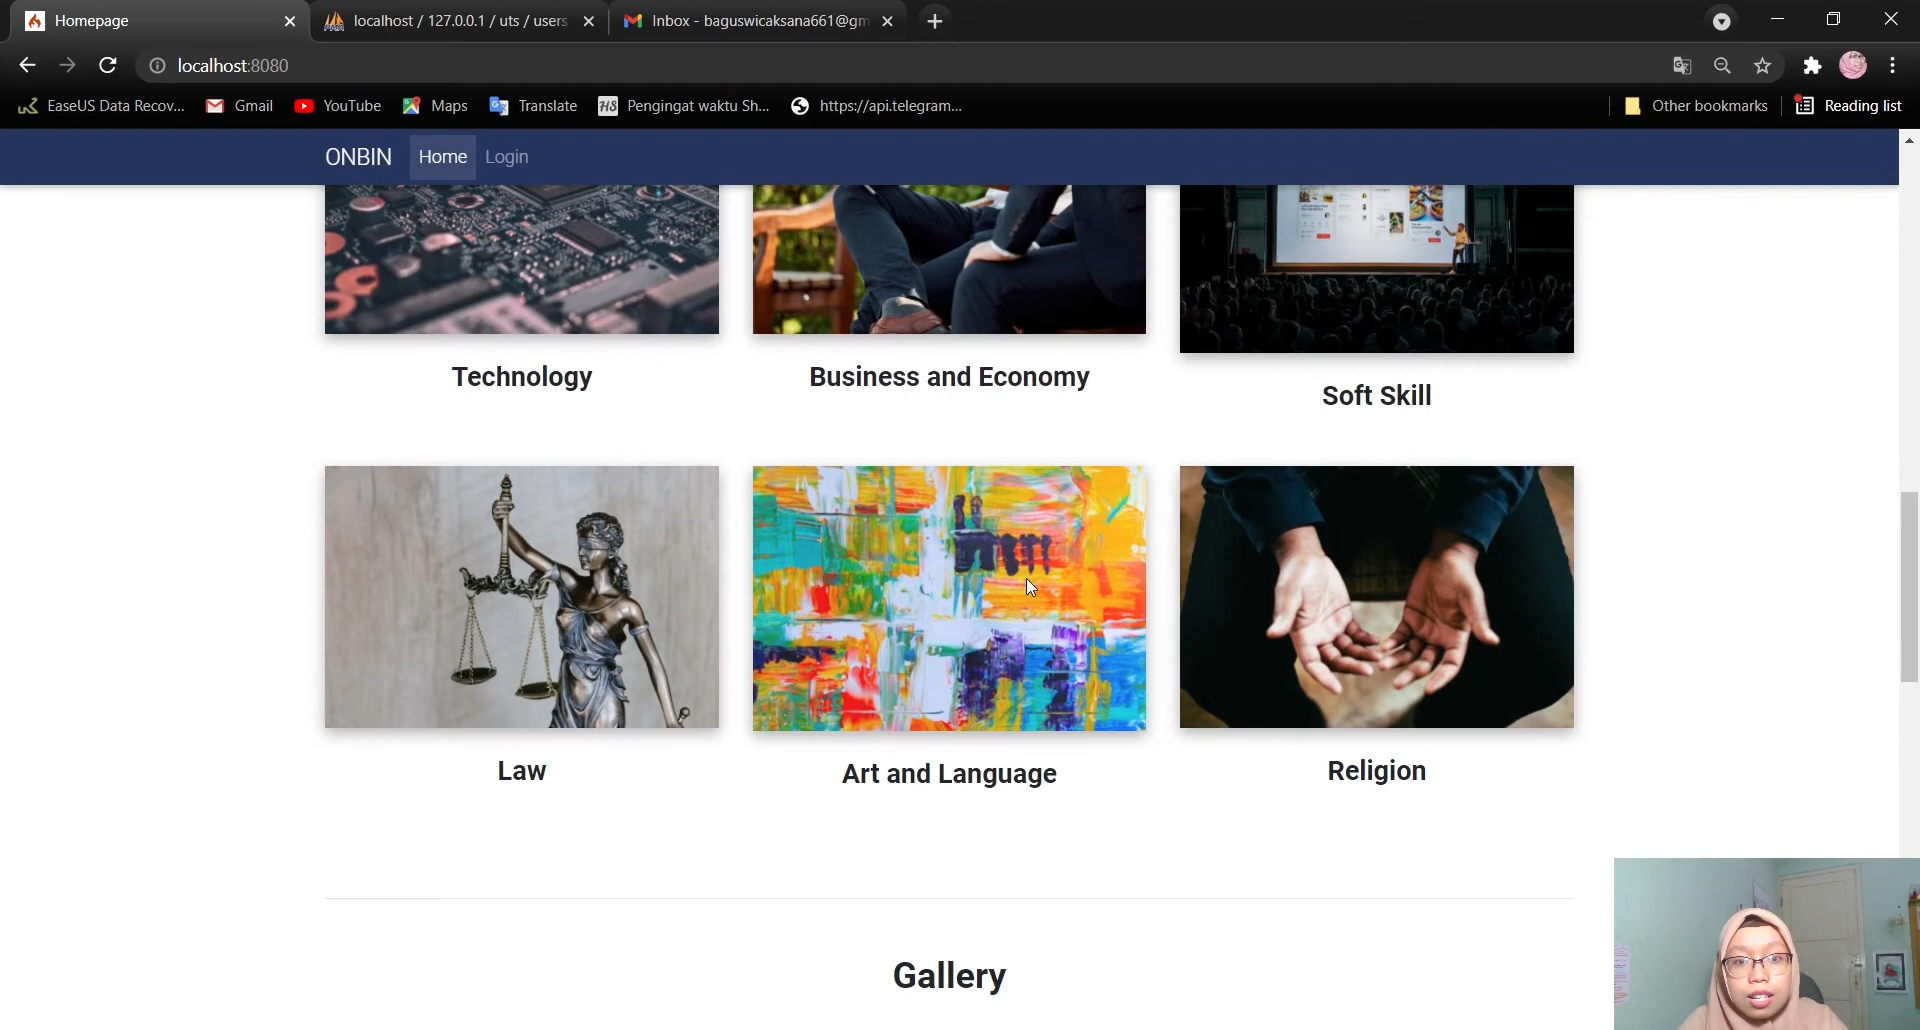 Homepage
localhost / 127.0.0.1 / uts / users
Inbox - baguswicaksana661@gm
localhost:8080
EaseUS Data Recov...
Gmail
YouTube
Maps
Translate
HS
Pengingat waktu Sh...
https://api.telegram...
Other bookmarks
Reading list
ONBIN
Home
Login
Technology
Business and Economy
Soft Skill
Law
Art and Language
Religion
Gallery